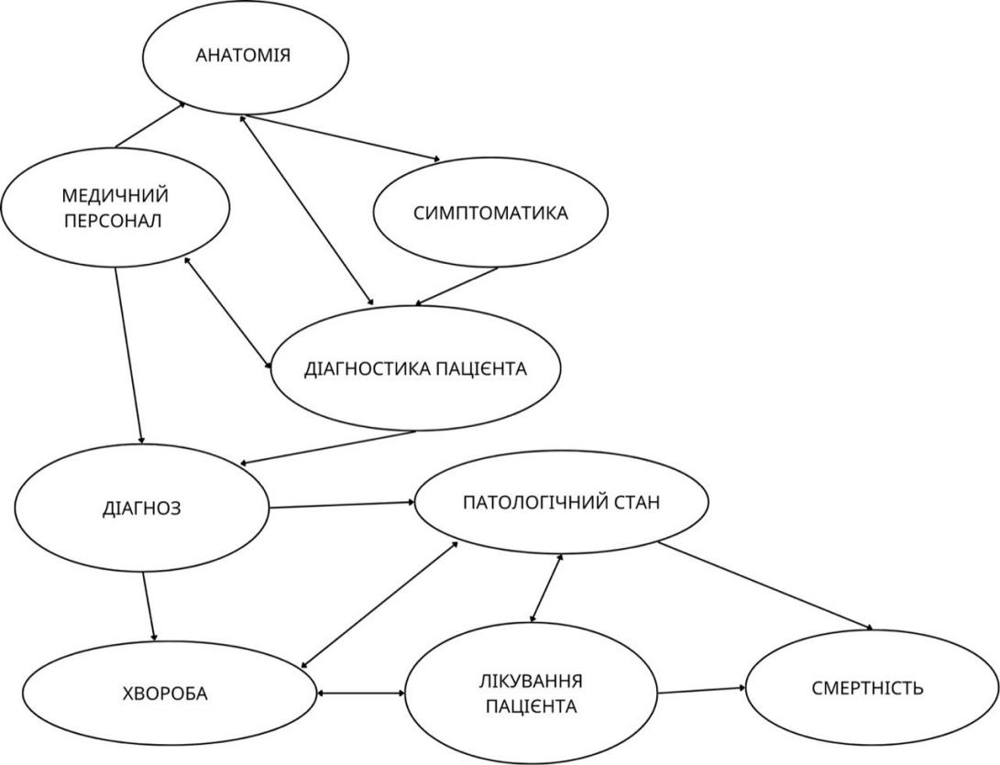 АНАТОМІЯ
МЕДИЧНИЙ
ПЕРСОНАЛ
СИМПТОМАТИКА
ДІАГНОСТИКА ПАЦІЄНТА
ДІАГНОЗ
ПАТОЛОГІЧНИЙ СТАН
ХВОРОБА
ЛІКУВАННЯ
ПАЦІЄНТА
СМЕРТНІСТЬ